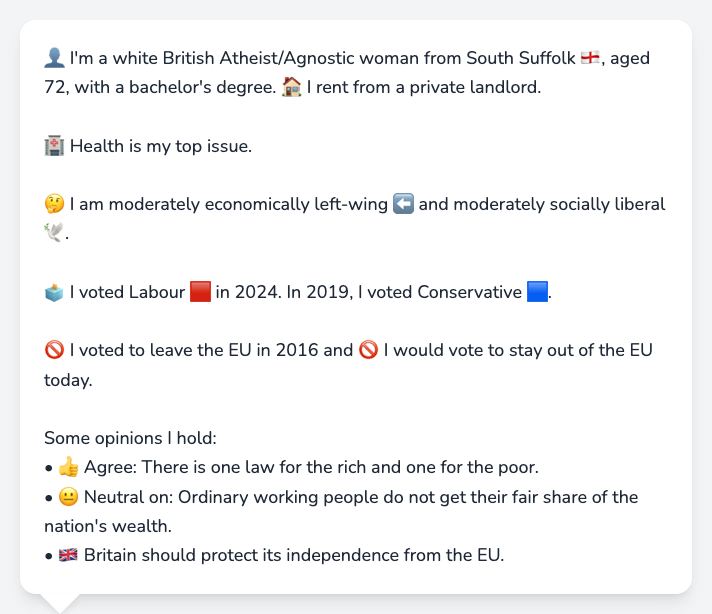 👤 I'm a white British Atheist/Agnostic woman from South Suffolk 🏴󠁧󠁢󠁥󠁮󠁧󠁿, aged
72, with a bachelor's degree. 🏠 I rent from a private landlord.
🏥 Health is my top issue.
🤔 I am moderately economically left-wing ⬅️ and moderately socially liberal
🕊️.
🗳️ I voted Labour 🟥 in 2024. In 2019, I voted Conservative 🟦.
🚫 I voted to leave the EU in 2016 and 🚫 I would vote to stay out of the EU
today.
Some opinions I hold:
• 👍 Agree: There is one law for the rich and one for the poor.
• 😐 Neutral on: Ordinary working people do not get their fair share of the
nation's wealth.
• 🇬🇧 Britain should protect its independence from the EU.